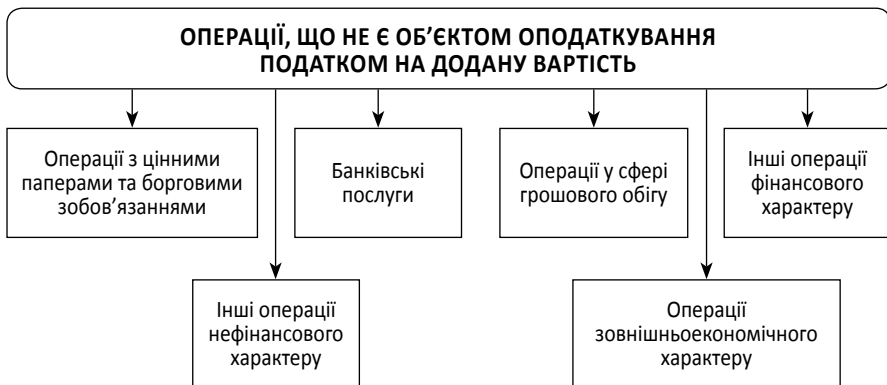 ОПЕРАЦІЇ, ЩО НЕ Є ОБ’ЄКТОМ ОПОДАТКУВАННЯ
ПОДАТКОМ НА ДОДАНУ ВАРТІСТЬ
Операції з цінними
паперами та борговими
зобов’язаннями
Банківські
послуги
Операції у сфері
грошового обігу
Інші операції
фінансового
характеру
Інші операції
нефінансового
характеру
Операції
зовнішньоекономічного
характеру